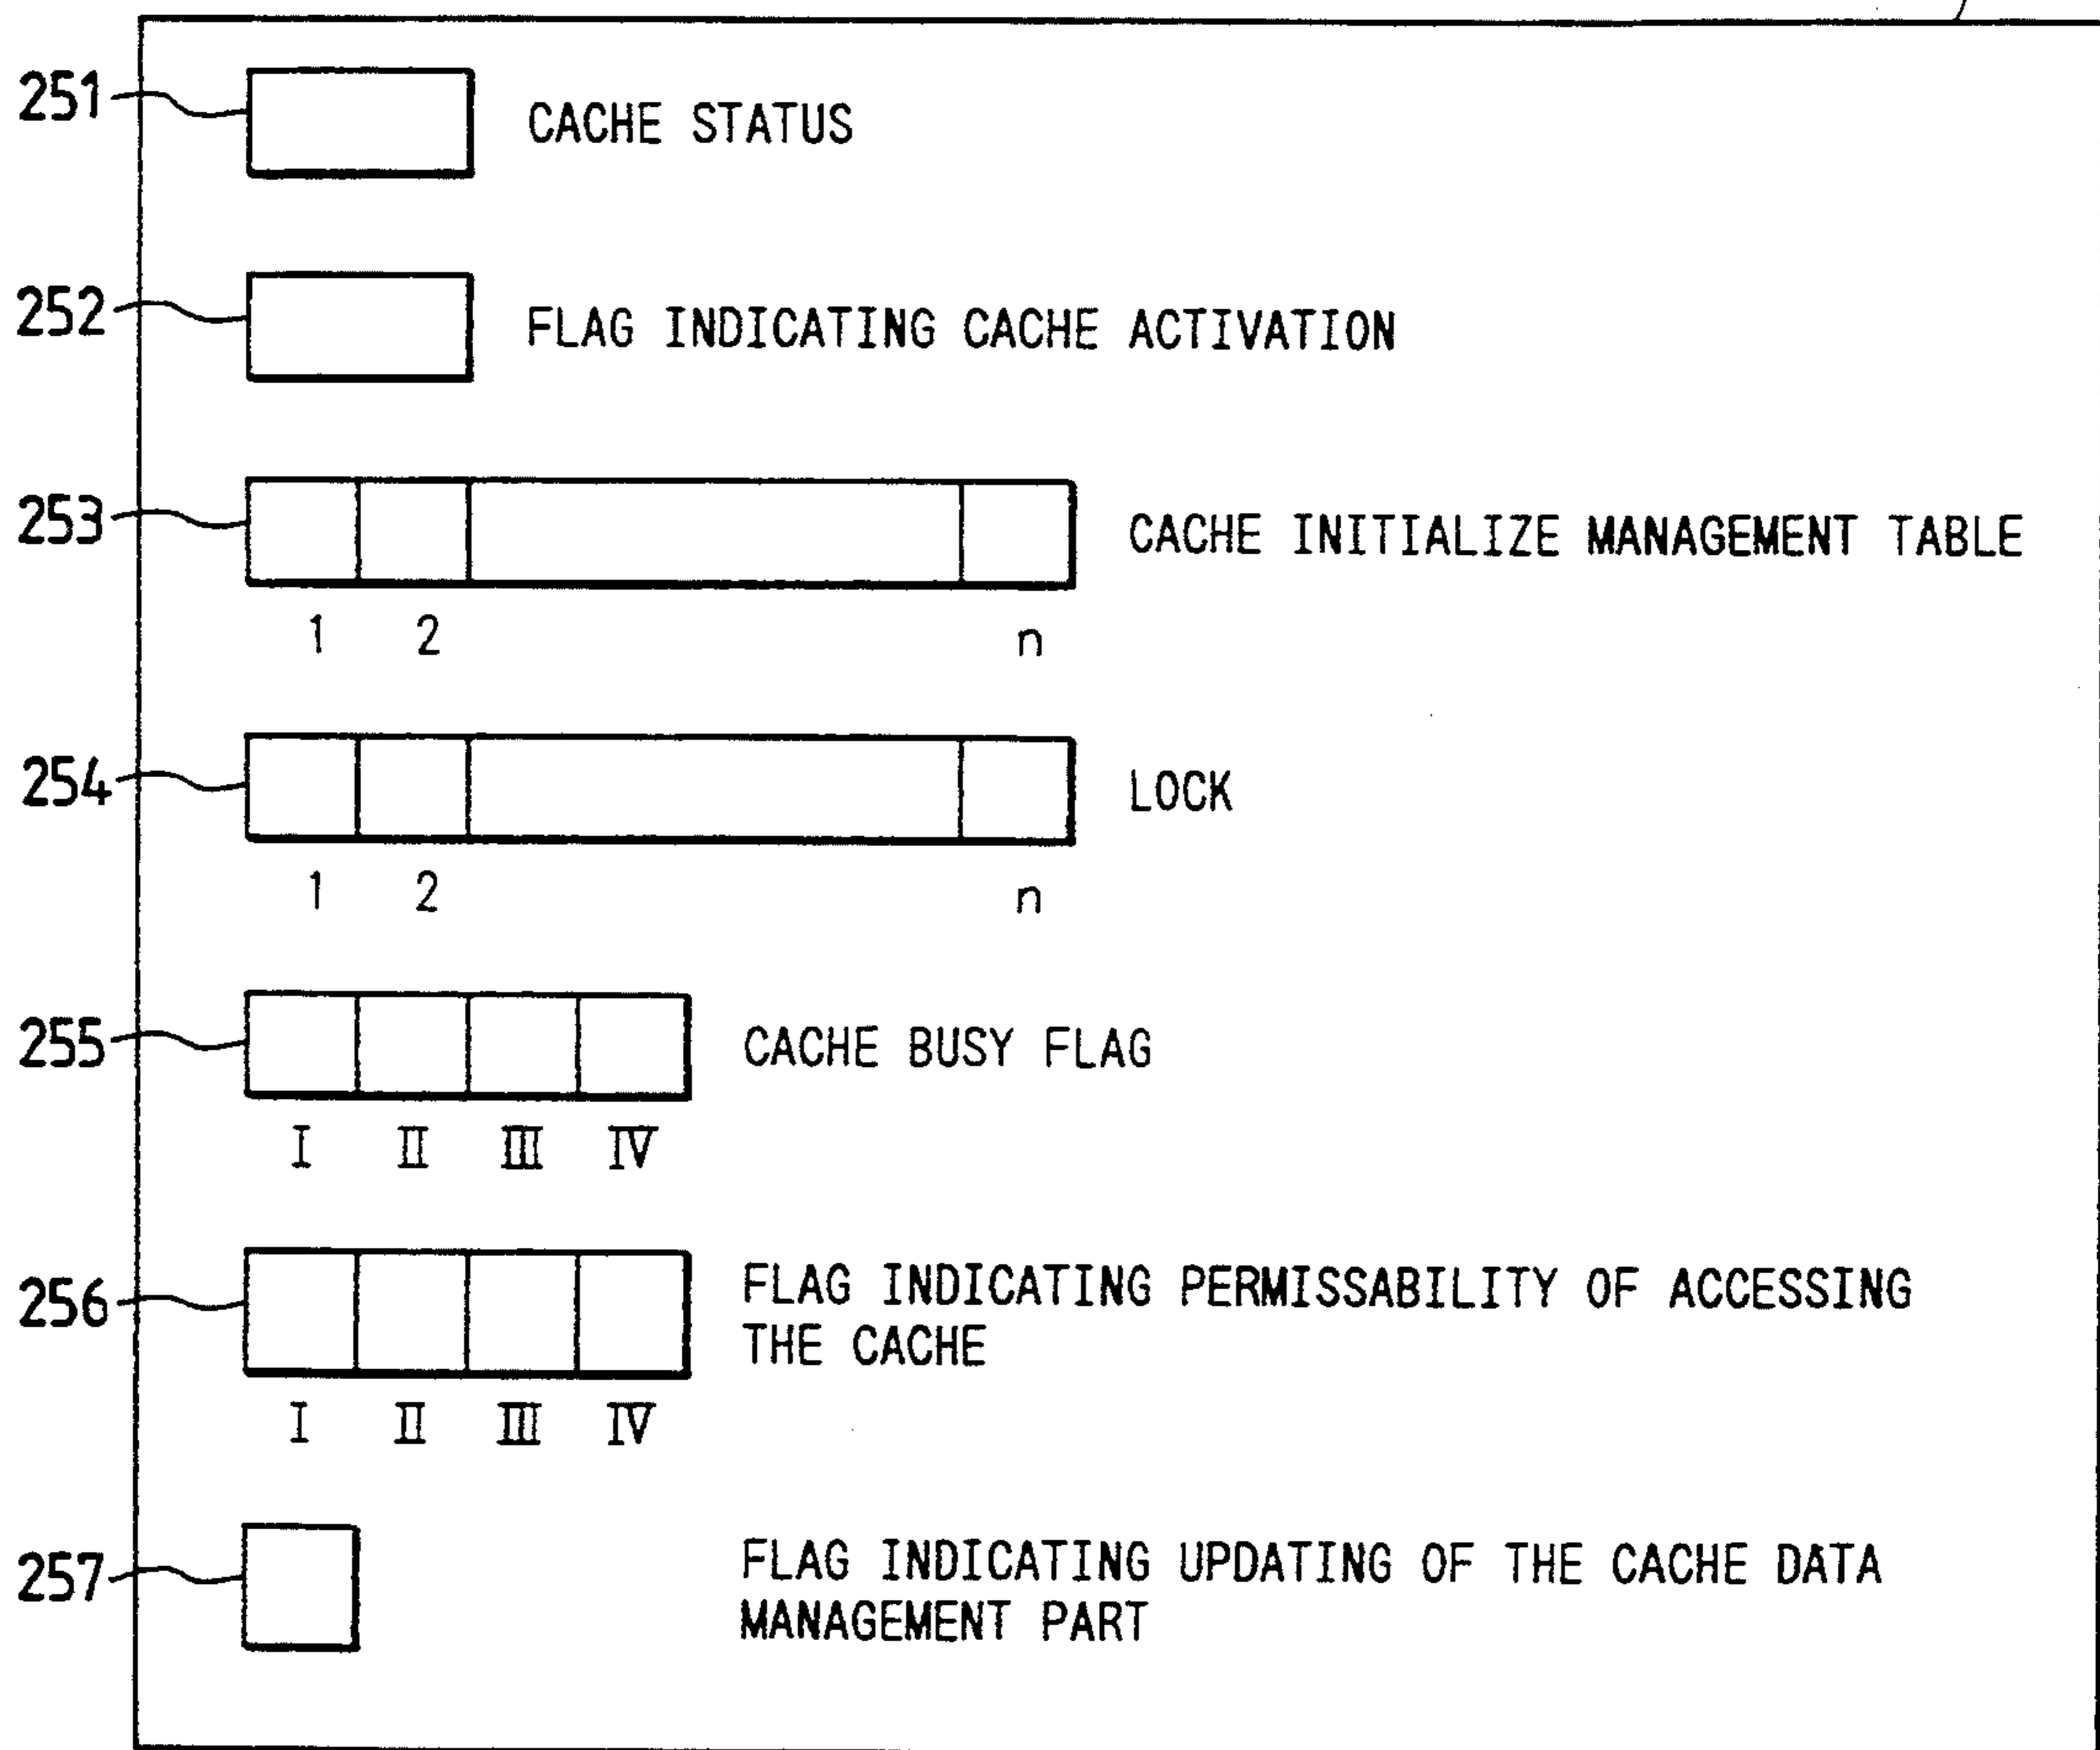 251 CACHE STATUS
252 FLAG INDICATING CACHE ACTIVATION
253 CACHE INITIALIZE MANAGEMENT TABLE
1 2 n
254 LOCK
1 2 n
255 CACHE BUSY FLAG
I II III IV
256 FLAG INDICATING PERMISSABILITY OF ACCESSING
THE CACHE
I II III IV
257 FLAG INDICATING UPDATING OF THE CACHE DATA
MANAGEMENT PART